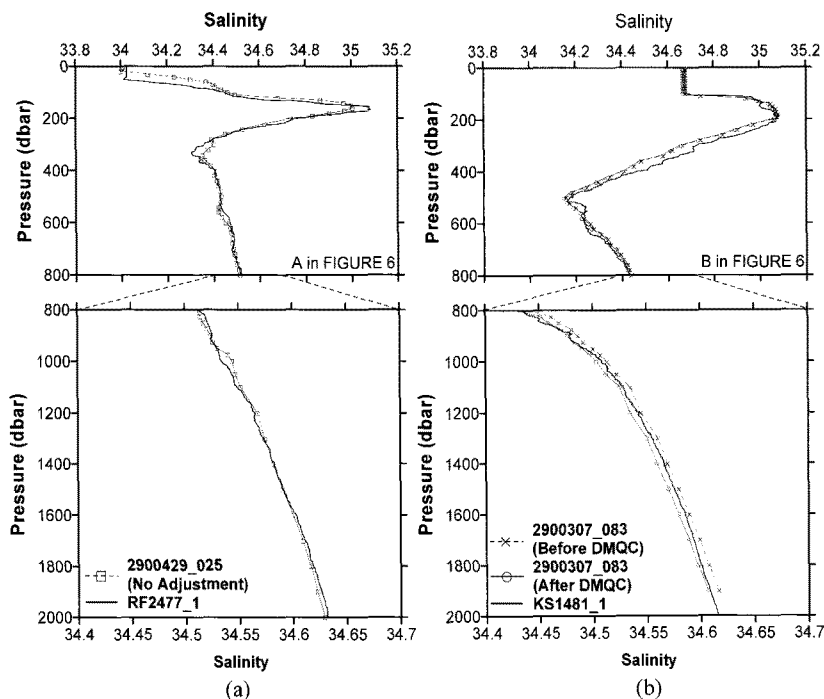 Salinity
33.8 34 34.2 34.4 34.6 34.8 35 35.2
0
200
400
600
800
Pressure (dbar)
A in FIGURE 6
800
1000
1200
1400
1600
1800
2000
Pressure (dbar)
2900429_025
(No Adjustment)
RF2477_1
34.4 34.45 34.5 34.55 34.6 34.65 34.7
Salinity
(a)
Salinity
33.8 34 34.2 34.4 34.6 34.8 35 35.2
0
200
400
600
800
Pressure (dbar)
B in FIGURE 6
800
1000
1200
1400
1600
1800
2000
Pressure (dbar)
2900307_083
(Before DMQC)
2900307_083
(After DMQC)
KS1481_1
34.4 34.45 34.5 34.55 34.6 34.65 34.7
Salinity
(b)